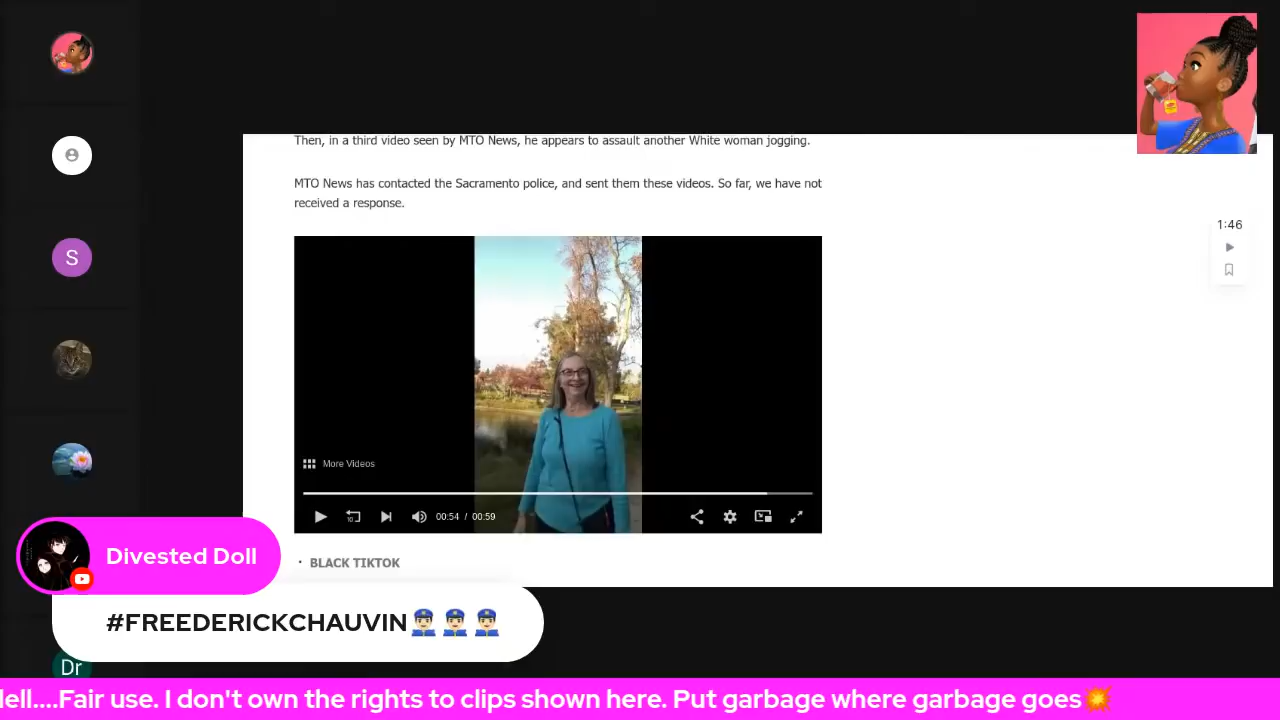 Then, in a third video seen by MTO News, he appears to assault another White woman jogging.
MTO News has contacted the Sacramento police, and sent them these videos. So far, we have not
received a response.
1:46
S
More Videos
10
00:54 / 00:59
• BLACK TIKTOK
Divested Doll
#FREEDERICKCHAUVIN👮🏻‍♂️👮🏻‍♂️👮🏻‍♂️
Dr
ell....Fair use. I don't own the rights to clips shown here. Put garbage where garbage goes💥